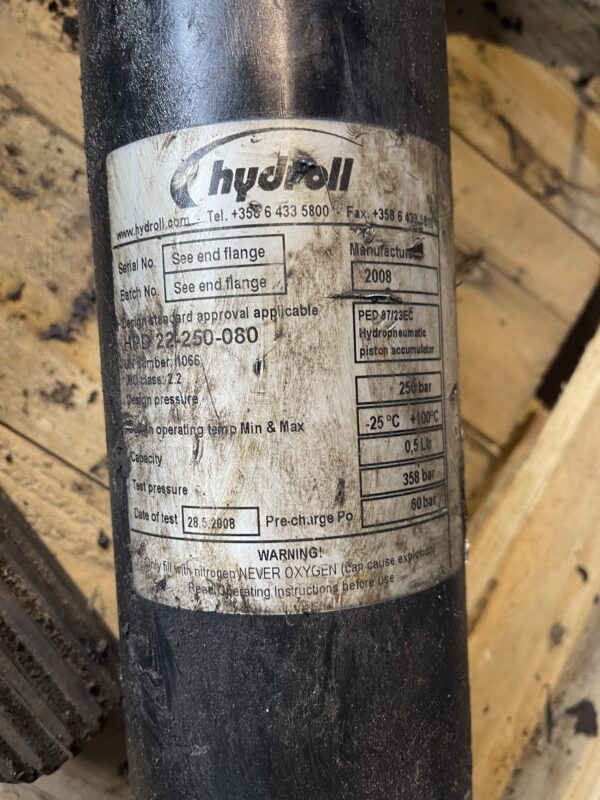 hydroll
www.hydroll.com - Tel. +358 6 433 5800 - Fax. +358 6 433
Serial No. See end flange
Batch No. See end flange
Manufactured 2008
Design standard approval applicable
PED 97/23EC
Hydropneumatic
piston accumulator
22-250-080
number: 1066
class: 2.2
Design pressure 250 bar
operating temp Min & Max -25 °C +100°C
Capacity 0,5 Ltr
Test pressure 358 bar
Date of test 28.5.2008 Pre-charge Po 60 bar
WARNING!
Only fill with nitrogen NEVER OXYGEN (can cause explosion)
Read Operating Instructions before use